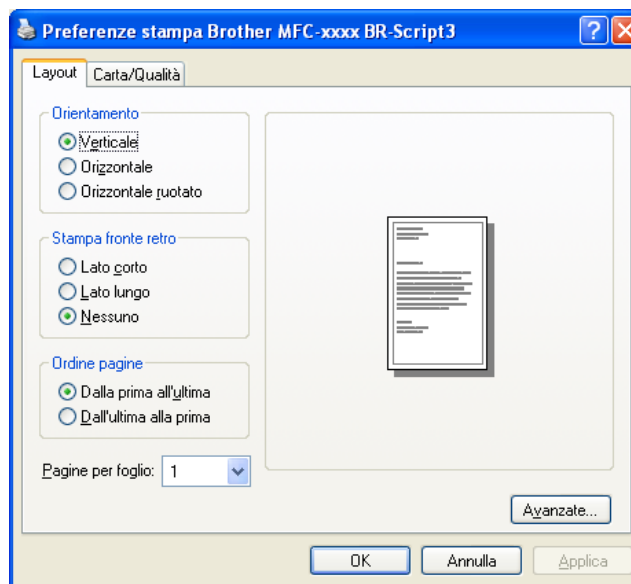 Preferenze stampa Brother MFC-xxxx BR-Script3
Layout
Carta/Qualità
Orientamento
Verticale
Orizzontale
Orizzontale ruotato
Stampa fronte retro
Lato corto
Lato lungo
Nessuno
Ordine pagine
Dalla prima all'ultima
Dall'ultima alla prima
Pagine per foglio: 1
Avanzate...
OK
Annulla
Applica